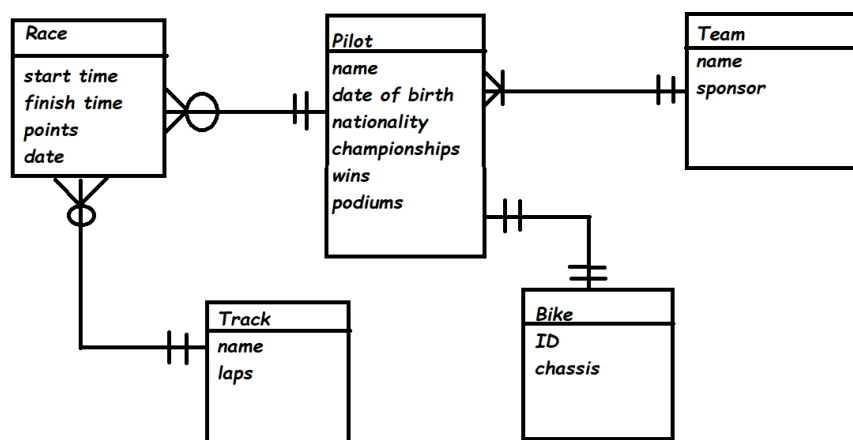 Race
start time
finish time
points
date
Pilot
name
date of birth
nationality
championships
wins
podiums
Team
name
sponsor
Track
name
laps
Bike
ID
chassis